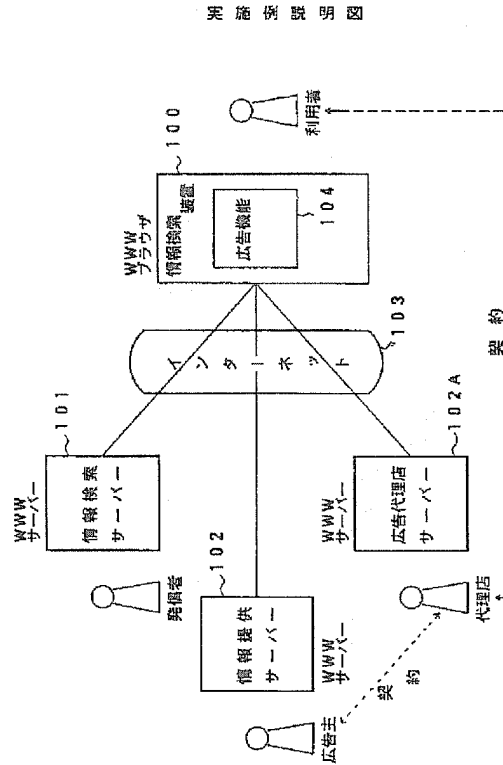 実施例説明図
WWW
サーバー
101
情報検索
サーバー
発信者
WWW
ブラウザ
100
情報検索
装置
広告機能
104
利用者
102
情報提供
サーバー
WWW
サーバー
インターネット
103
広告主
契約
WWW
サーバー
広告代理店
サーバー
102A
代理店
契約